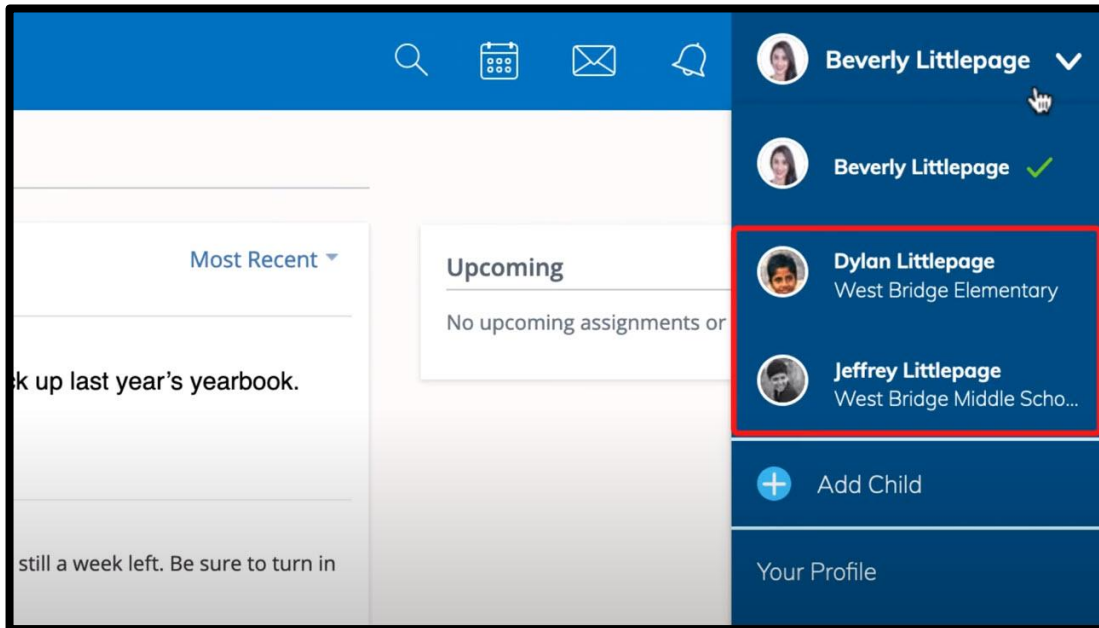 Beverly Littlepage
Beverly Littlepage
Most Recent
Upcoming
No upcoming assignments or
k up last year's yearbook.
still a week left. Be sure to turn in
Dylan Littlepage
West Bridge Elementary
Jeffrey Littlepage
West Bridge Middle Scho...
Add Child
Your Profile